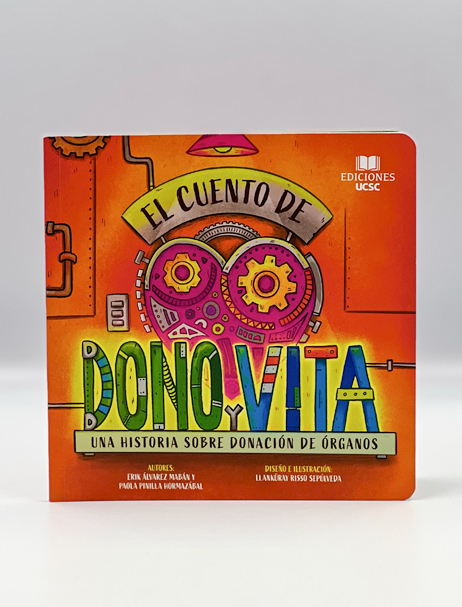 EDICIONES
UCSC
EL CUENTO DE
DONO Y VITA
UNA HISTORIA SOBRE DONACIÓN DE ÓRGANOS
AUTORES:
ERIK ÁLVAREZ MABÁN Y
PAOLA PINILLA HORMAZÁBAL
DISEÑO E ILUSTRACIÓN:
LLANKÜRAY RISSO SEPÚLVEDA